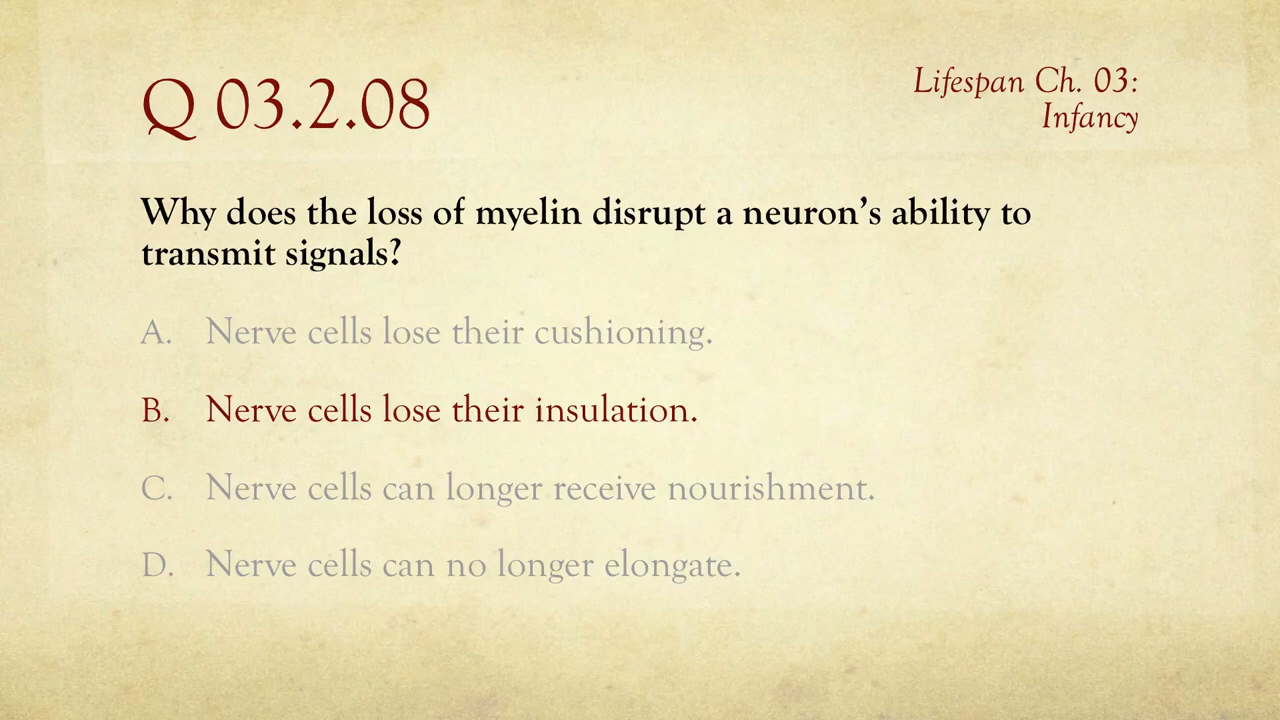 Q 03.2.08
Lifespan Ch. 03:
Infancy
Why does the loss of myelin disrupt a neuron’s ability to
transmit signals?
A. Nerve cells lose their cushioning.
B. Nerve cells lose their insulation.
C. Nerve cells can longer receive nourishment.
D. Nerve cells can no longer elongate.